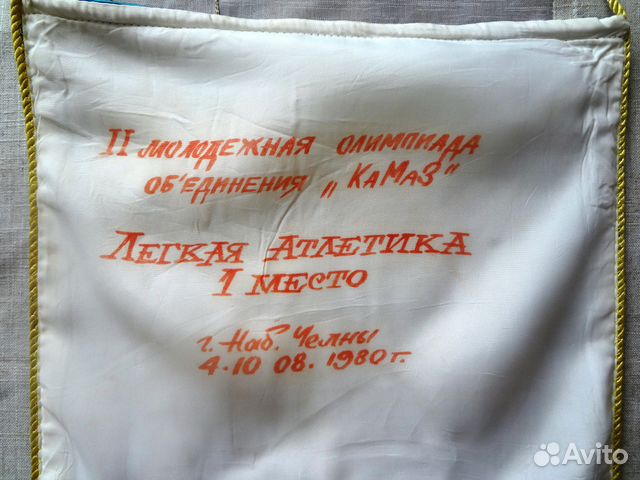 II МОЛОДЕЖНАЯ ОЛИМПИАДА
ОБ'ЕДИНЕНИЯ „КАМАЗ"
ЛЕГКАЯ АТЛЕТИКА
I МЕСТО
г. Наб. Челны
4-10 08. 1980 г.
Avito